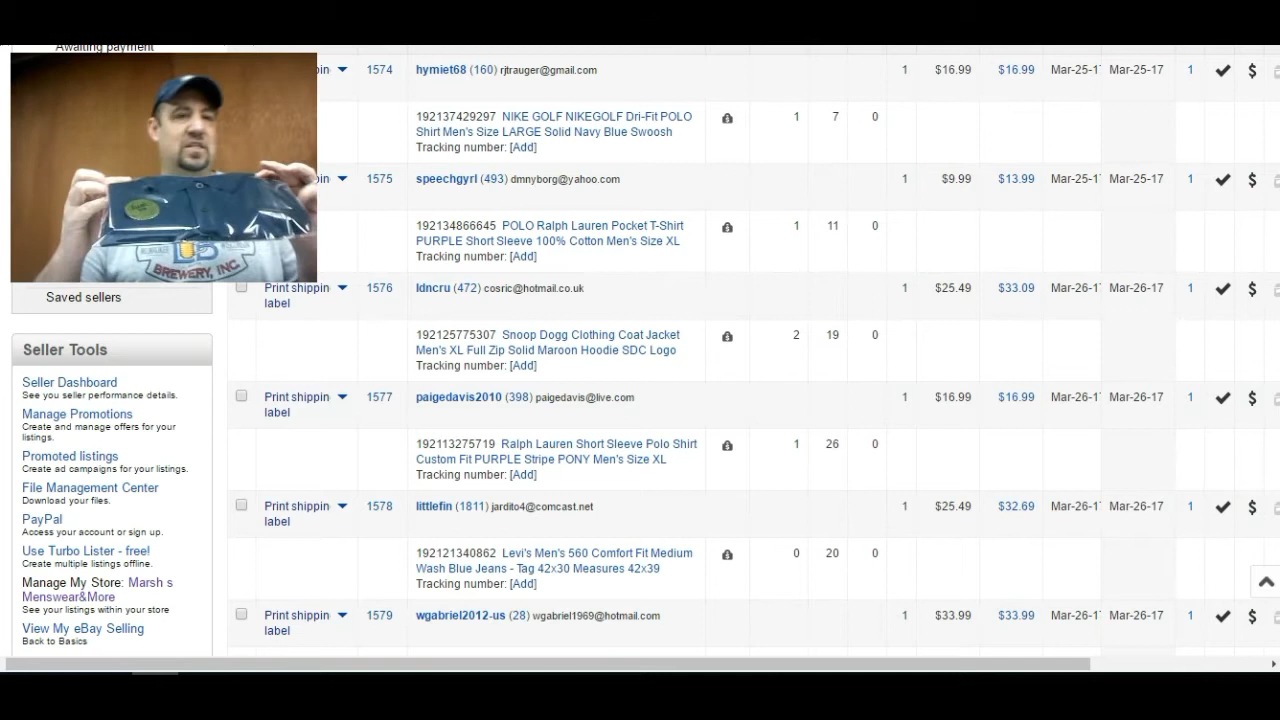 Awaiting payment
BREWERY, INC.
Saved sellers
Seller Tools
Seller Dashboard
See you seller performance details.
Manage Promotions
Create and manage offers for your
listings.
Promoted listings
Create ad campaigns for your listings.
File Management Center
Download your files.
PayPal
Access your account or sign up.
Use Turbo Lister - free!
Create multiple listings offline.
Manage My Store: Marsh s
Menswear&More
See your listings within your store
View My eBay Selling
Back to Basics
1574 hymiet68 (160) rjtrauger@gmail.com 1 $16.99 $16.99 Mar-25-17 Mar-25-17 1 $
192137429297 NIKE GOLF NIKEGOLF Dri-Fit POLO 1 7 0
Shirt Men's Size LARGE Solid Navy Blue Swoosh
Tracking number: [Add]
1575 speechgyrl (493) dmnyborg@yahoo.com 1 $9.99 $13.99 Mar-25-17 Mar-25-17 1 $
192134866645 POLO Ralph Lauren Pocket T-Shirt 1 11 0
PURPLE Short Sleeve 100% Cotton Men's Size XL
Tracking number: [Add]
Print shippin 1576 ldncru (472) cosric@hotmail.co.uk 1 $25.49 $33.09 Mar-26-17 Mar-26-17 1 $
label
192125775307 Snoop Dogg Clothing Coat Jacket 2 19 0
Men's XL Full Zip Solid Maroon Hoodie SDC Logo
Tracking number: [Add]
Print shippin 1577 paigedavis2010 (398) paigedavis@live.com 1 $16.99 $16.99 Mar-26-17 Mar-26-17 1 $
label
192113275719 Ralph Lauren Short Sleeve Polo Shirt 1 26 0
Custom Fit PURPLE Stripe PONY Men's Size XL
Tracking number: [Add]
Print shippin 1578 littlefin (1811) jardito4@comcast.net 1 $25.49 $32.69 Mar-26-17 Mar-26-17 1 $
label
192121340862 Levi's Men's 560 Comfort Fit Medium 0 20 0
Wash Blue Jeans - Tag 42x30 Measures 42x39
Tracking number: [Add]
Print shippin 1579 wgabriel2012-us (28) wgabriel1969@hotmail.com 1 $33.99 $33.99 Mar-26-17 Mar-26-17 1 $
label